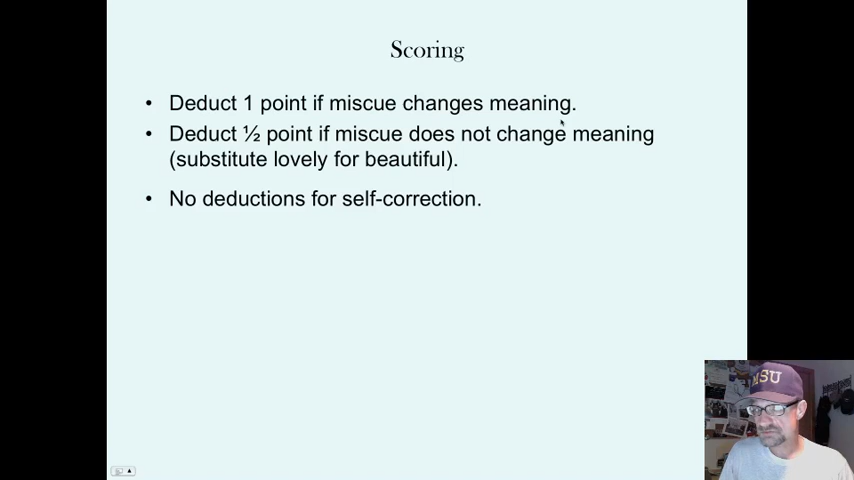 Scoring
• Deduct 1 point if miscue changes meaning.
• Deduct ½ point if miscue does not change meaning
(substitute lovely for beautiful).
• No deductions for self-correction.
MSU